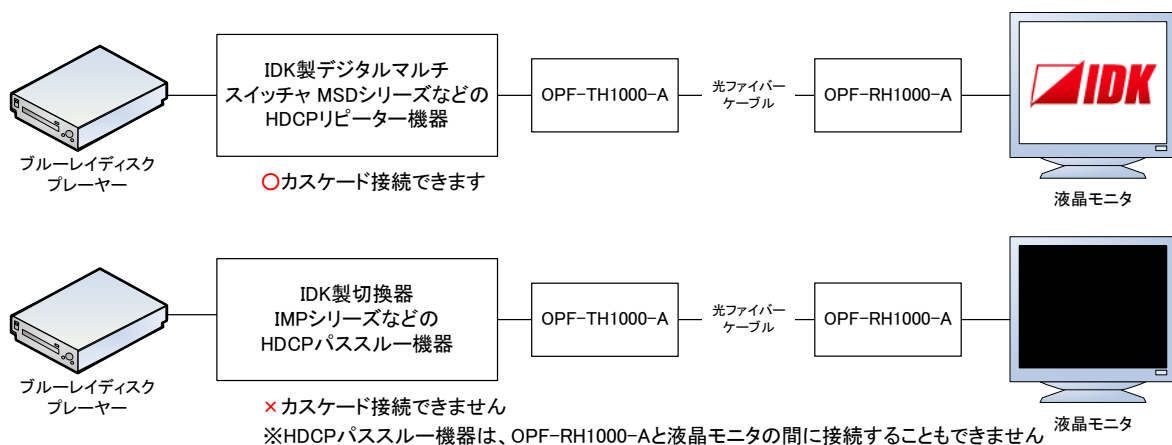 IDK製デジタルマルチ
スイッチャ MSDシリーズなどの
HDCPリピーター機器
OPF-TH1000-A
光ファイバー
ケーブル
OPF-RH1000-A
IDK
ブルーレイディスク
プレーヤー
○カスケード接続できます
液晶モニタ
IDK製切換器
IMPシリーズなどの
HDCPパススルー機器
OPF-TH1000-A
光ファイバー
ケーブル
OPF-RH1000-A
ブルーレイディスク
プレーヤー
×カスケード接続できません
液晶モニタ
※HDCPパススルー機器は、OPF-RH1000-Aと液晶モニタの間に接続することもできません